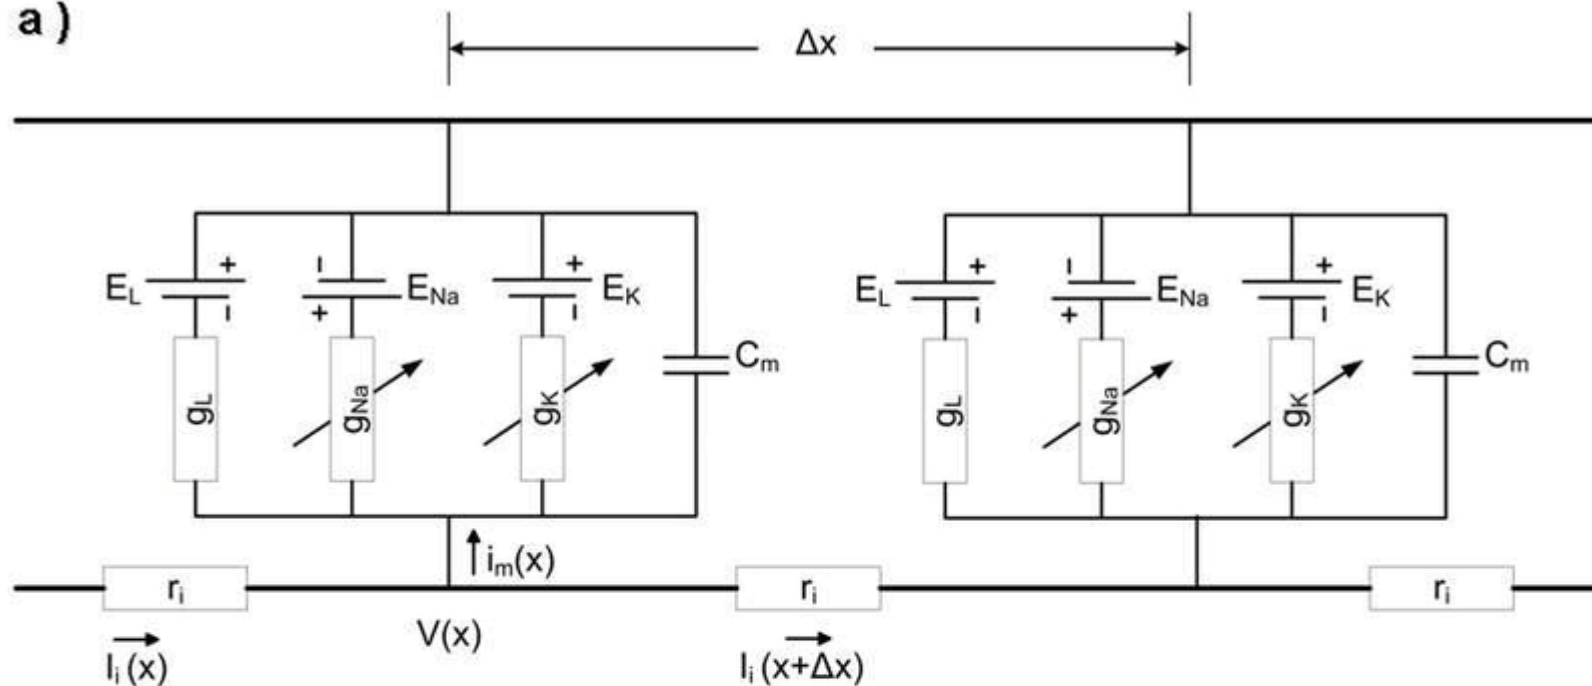 a )
Δx
+ − + + − +
E_L E_Na E_K E_L E_Na E_K
− + − − + −
C_m C_m
g_L g_Na g_K g_L g_Na g_K
i_m(x)
r_i r_i r_i
V(x)
I_i (x) I_i (x+Δx)